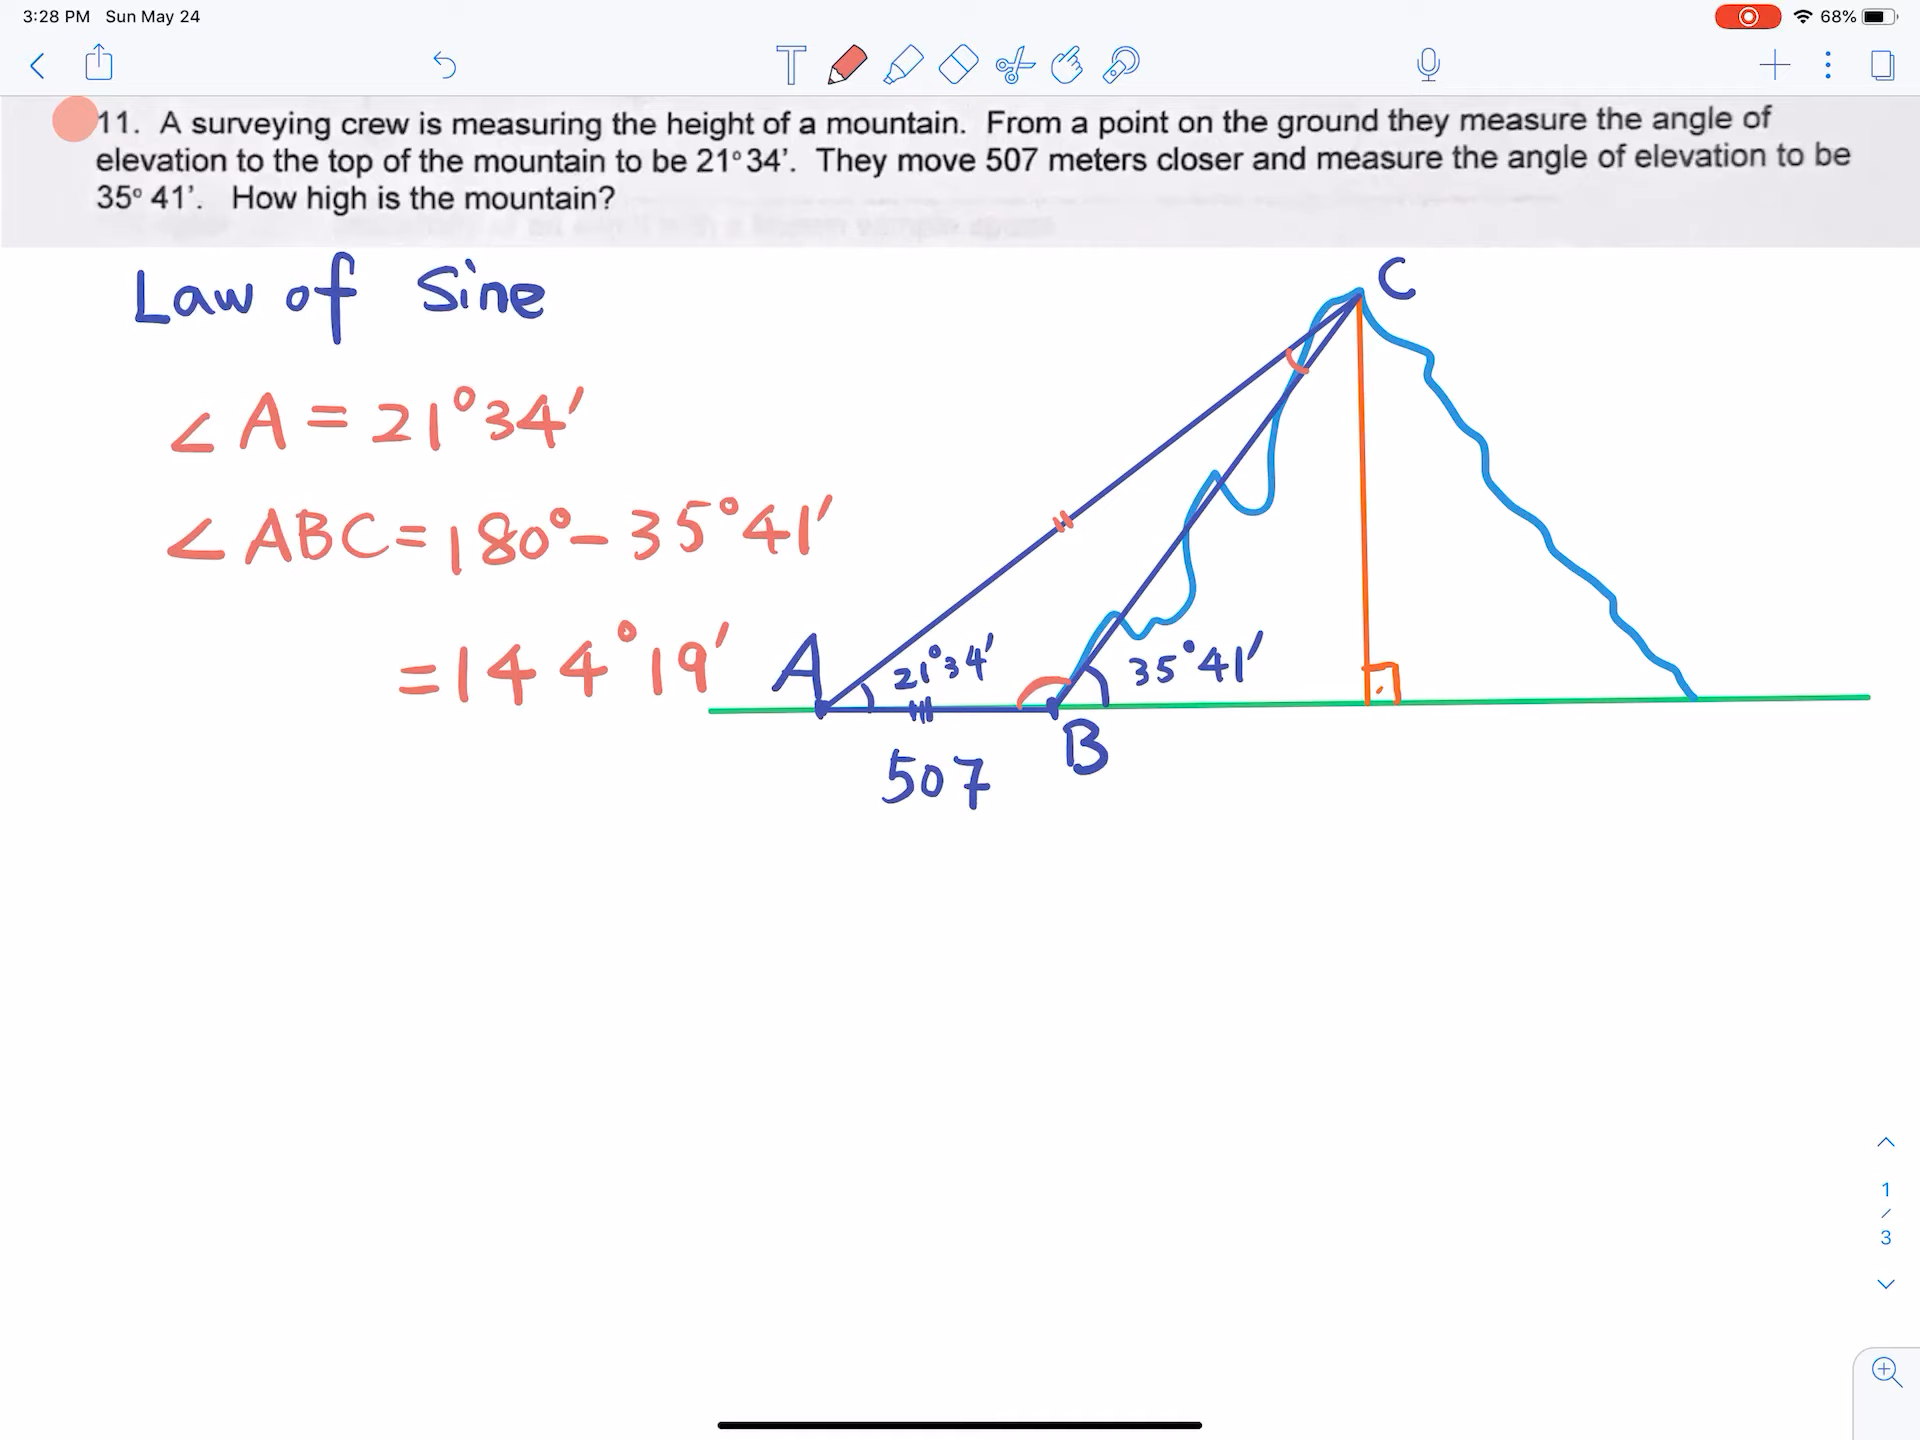 3:28 PM Sun May 24
68%
11. A surveying crew is measuring the height of a mountain. From a point on the ground they measure the angle of
elevation to the top of the mountain to be 21° 34'. They move 507 meters closer and measure the angle of elevation to be
35° 41'. How high is the mountain?
Law of Sine
C
∠A = 21°34'
∠ABC = 180° - 35°41'
= 144°19'
A
21°34'
35°41'
B
507
1
/
3